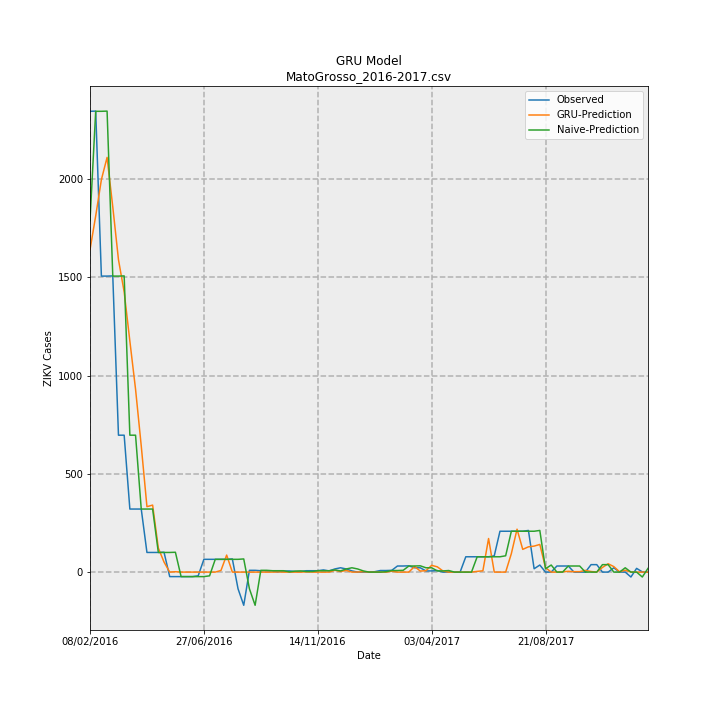 GRU Model
MatoGrosso_2016-2017.csv
Observed
GRU-Prediction
Naive-Prediction
ZIKV Cases
2000
1500
1000
500
0
08/02/2016
27/06/2016
14/11/2016
03/04/2017
21/08/2017
Date